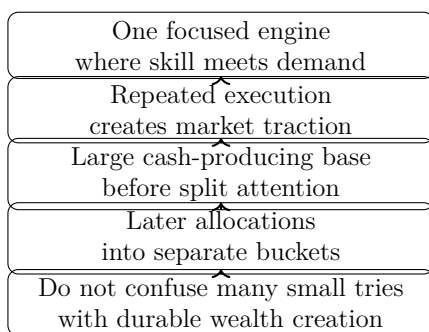 One focused engine
where skill meets demand
Repeated execution
creates market traction
Large cash-producing base
before split attention
Later allocations
into separate buckets
Do not confuse many small tries
with durable wealth creation